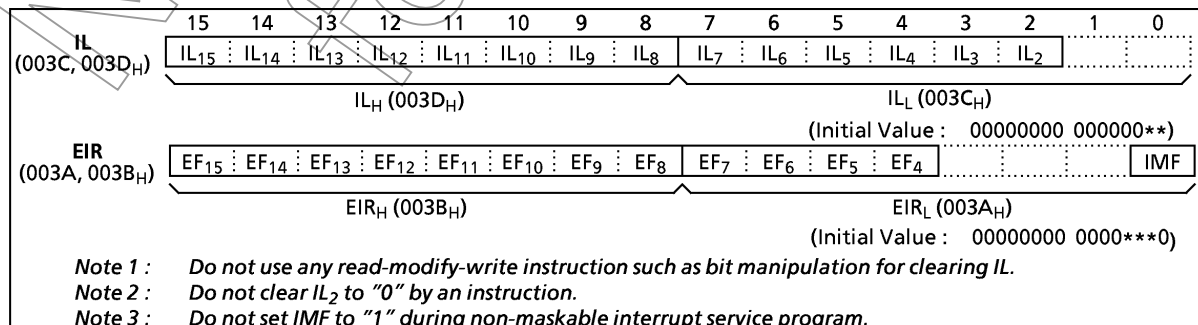 15 14 13 12 11 10 9 8 7 6 5 4 3 2 1 0
IL
(003C, 003DH)
IL15 IL14 IL13 IL12 IL11 IL10 IL9 IL8 IL7 IL6 IL5 IL4 IL3 IL2
ILH (003DH) ILL (003CH)
(Initial Value : 00000000 000000**)
EIR
(003A, 003BH)
EF15 EF14 EF13 EF12 EF11 EF10 EF9 EF8 EF7 EF6 EF5 EF4 IMF
EIRH (003BH) EIRL (003AH)
(Initial Value : 00000000 0000***0)
Note 1 : Do not use any read-modify-write instruction such as bit manipulation for clearing IL.
Note 2 : Do not clear IL2 to "0" by an instruction.
Note 3 : Do not set IMF to "1" during non-maskable interrupt service program.